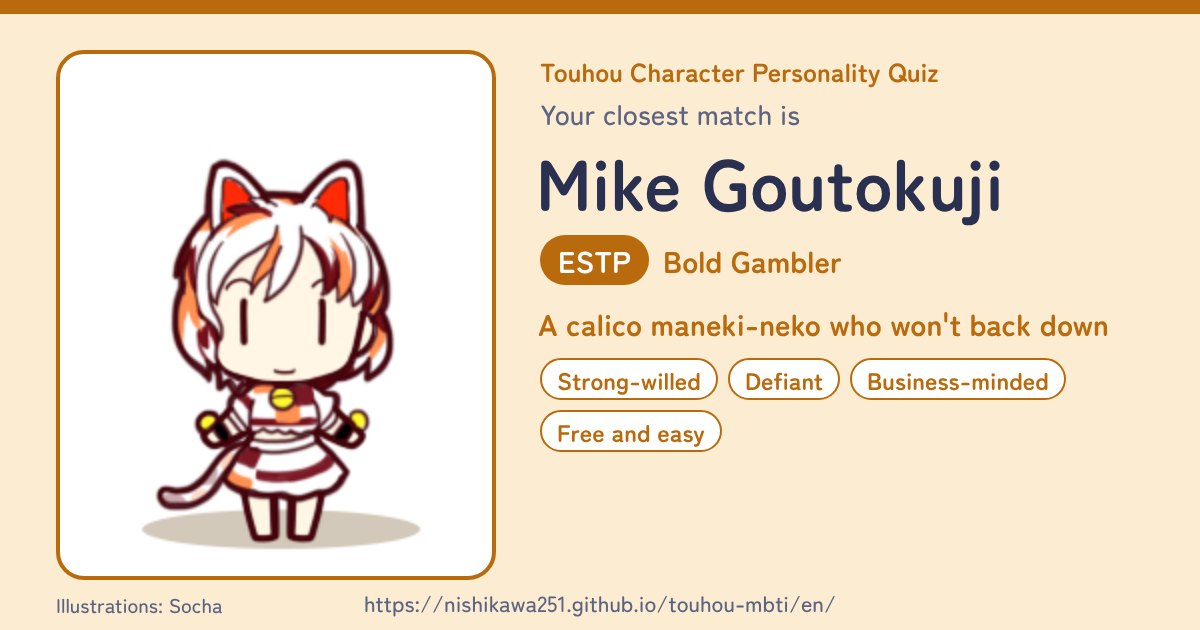 Touhou Character Personality Quiz
Your closest match is
Mike Goutokuji
ESTP Bold Gambler
A calico maneki-neko who won't back down
Strong-willed Defiant Business-minded
Free and easy
Illustrations: Socha https://nishikawa251.github.io/touhou-mbti/en/